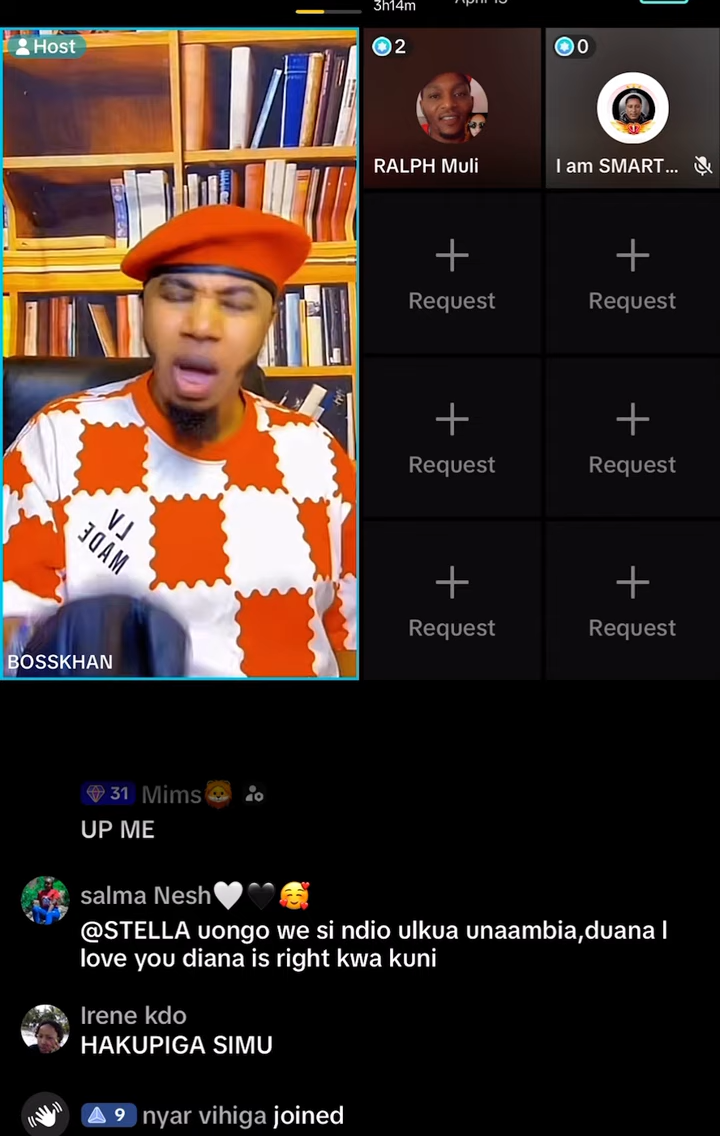 3h14m
Host
2
0
RALPH Muli
I am SMART...
Request
Request
Request
Request
Request
Request
LV
MADE
BOSSKHAN
31 Mims🦁
UP ME
salma Nesh🤍🖤🥰
@STELLA uongo we si ndio ulkua unaambia,duana I
love you diana is right kwa kuni
Irene kdo
HAKUPIGA SIMU
9 nyar vihiga joined